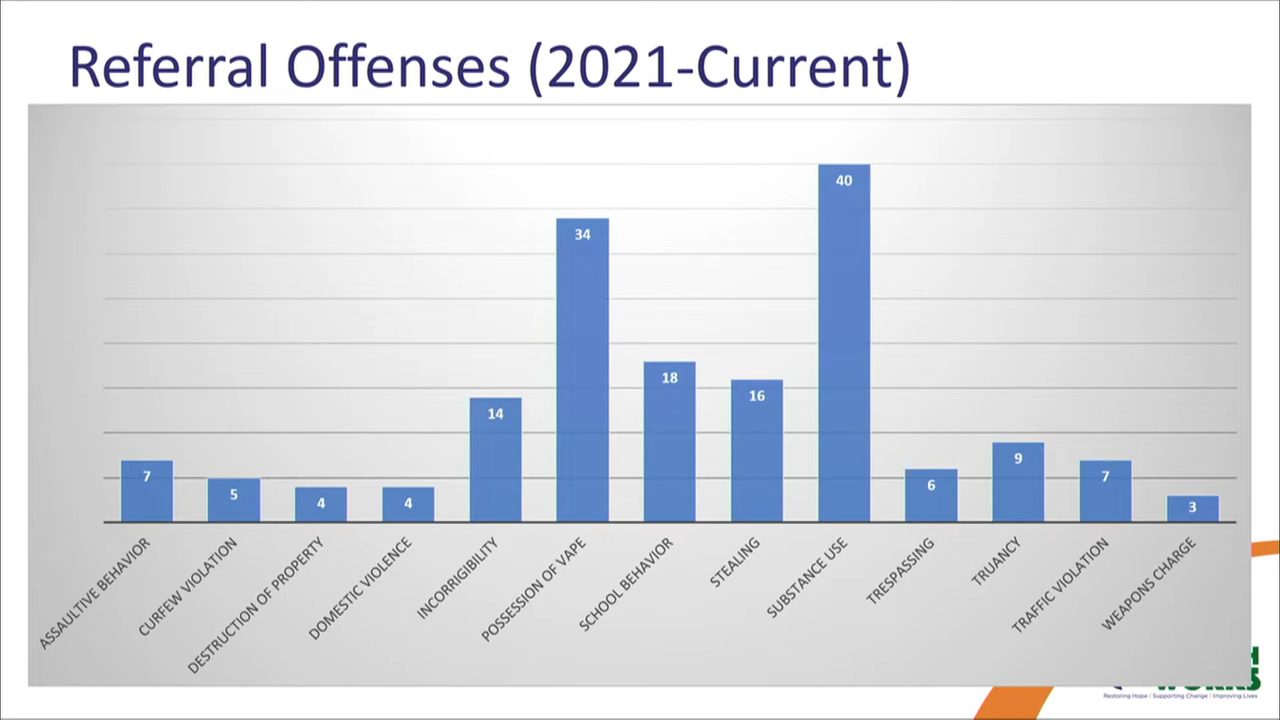 Referral Offenses (2021-Current)
40
34
18
16
14
9
7
7
6
5
4
4
3
ASSAULTIVE BEHAVIOR
CURFEW VIOLATION
DESTRUCTION OF PROPERTY
DOMESTIC VIOLENCE
INCORRIGIBILITY
POSSESSION OF VAPE
SCHOOL BEHAVIOR
STEALING
SUBSTANCE USE
TRESPASSING
TRUANCY
TRAFFIC VIOLATION
WEAPONS CHARGE
Restoring Hope | Supporting Change | Improving Lives